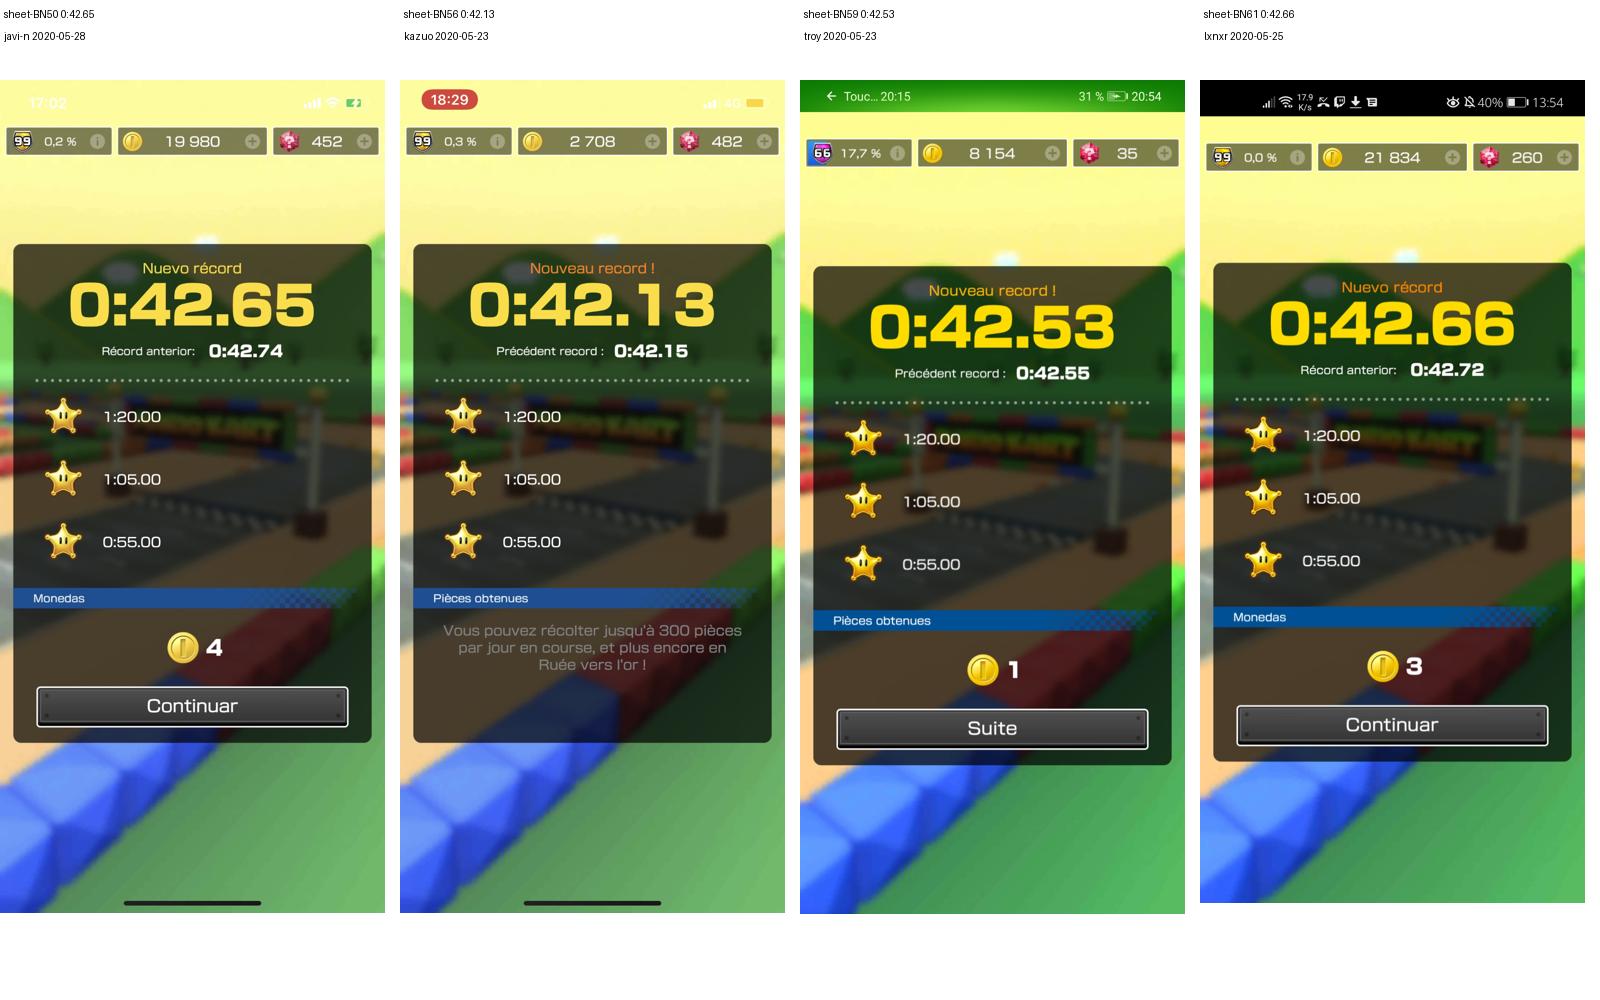 sheet-BN50 0:42.65
javi-n 2020-05-28
17:02
99 0,2 % i 19 980 + 452 +
Nuevo récord
0:42.65
Récord anterior: 0:42.74
1:20.00
1:05.00
0:55.00
Monedas
4
Continuar
sheet-BN56 0:42.13
kazuo 2020-05-23
18:29 4G
99 0,3 % i 2 708 + 482 +
Nouveau record !
0:42.13
Précédent record : 0:42.15
1:20.00
1:05.00
0:55.00
Pièces obtenues
Vous pouvez récolter jusqu'à 300 pièces
par jour en course, et plus encore en
Ruée vers l'or !
sheet-BN59 0:42.53
troy 2020-05-23
Touc... 20:15 31 % 20:54
66 17,7 % i 8 154 + 35 +
Nouveau record !
0:42.53
Précédent record : 0:42.55
1:20.00
1:05.00
0:55.00
Pièces obtenues
1
Suite
sheet-BN61 0:42.66
lxnxr 2020-05-25
17.9 K/s 40% 13:54
99 0,0 % i 21 834 + 260 +
Nuevo récord
0:42.66
Récord anterior: 0:42.72
1:20.00
1:05.00
0:55.00
Monedas
3
Continuar